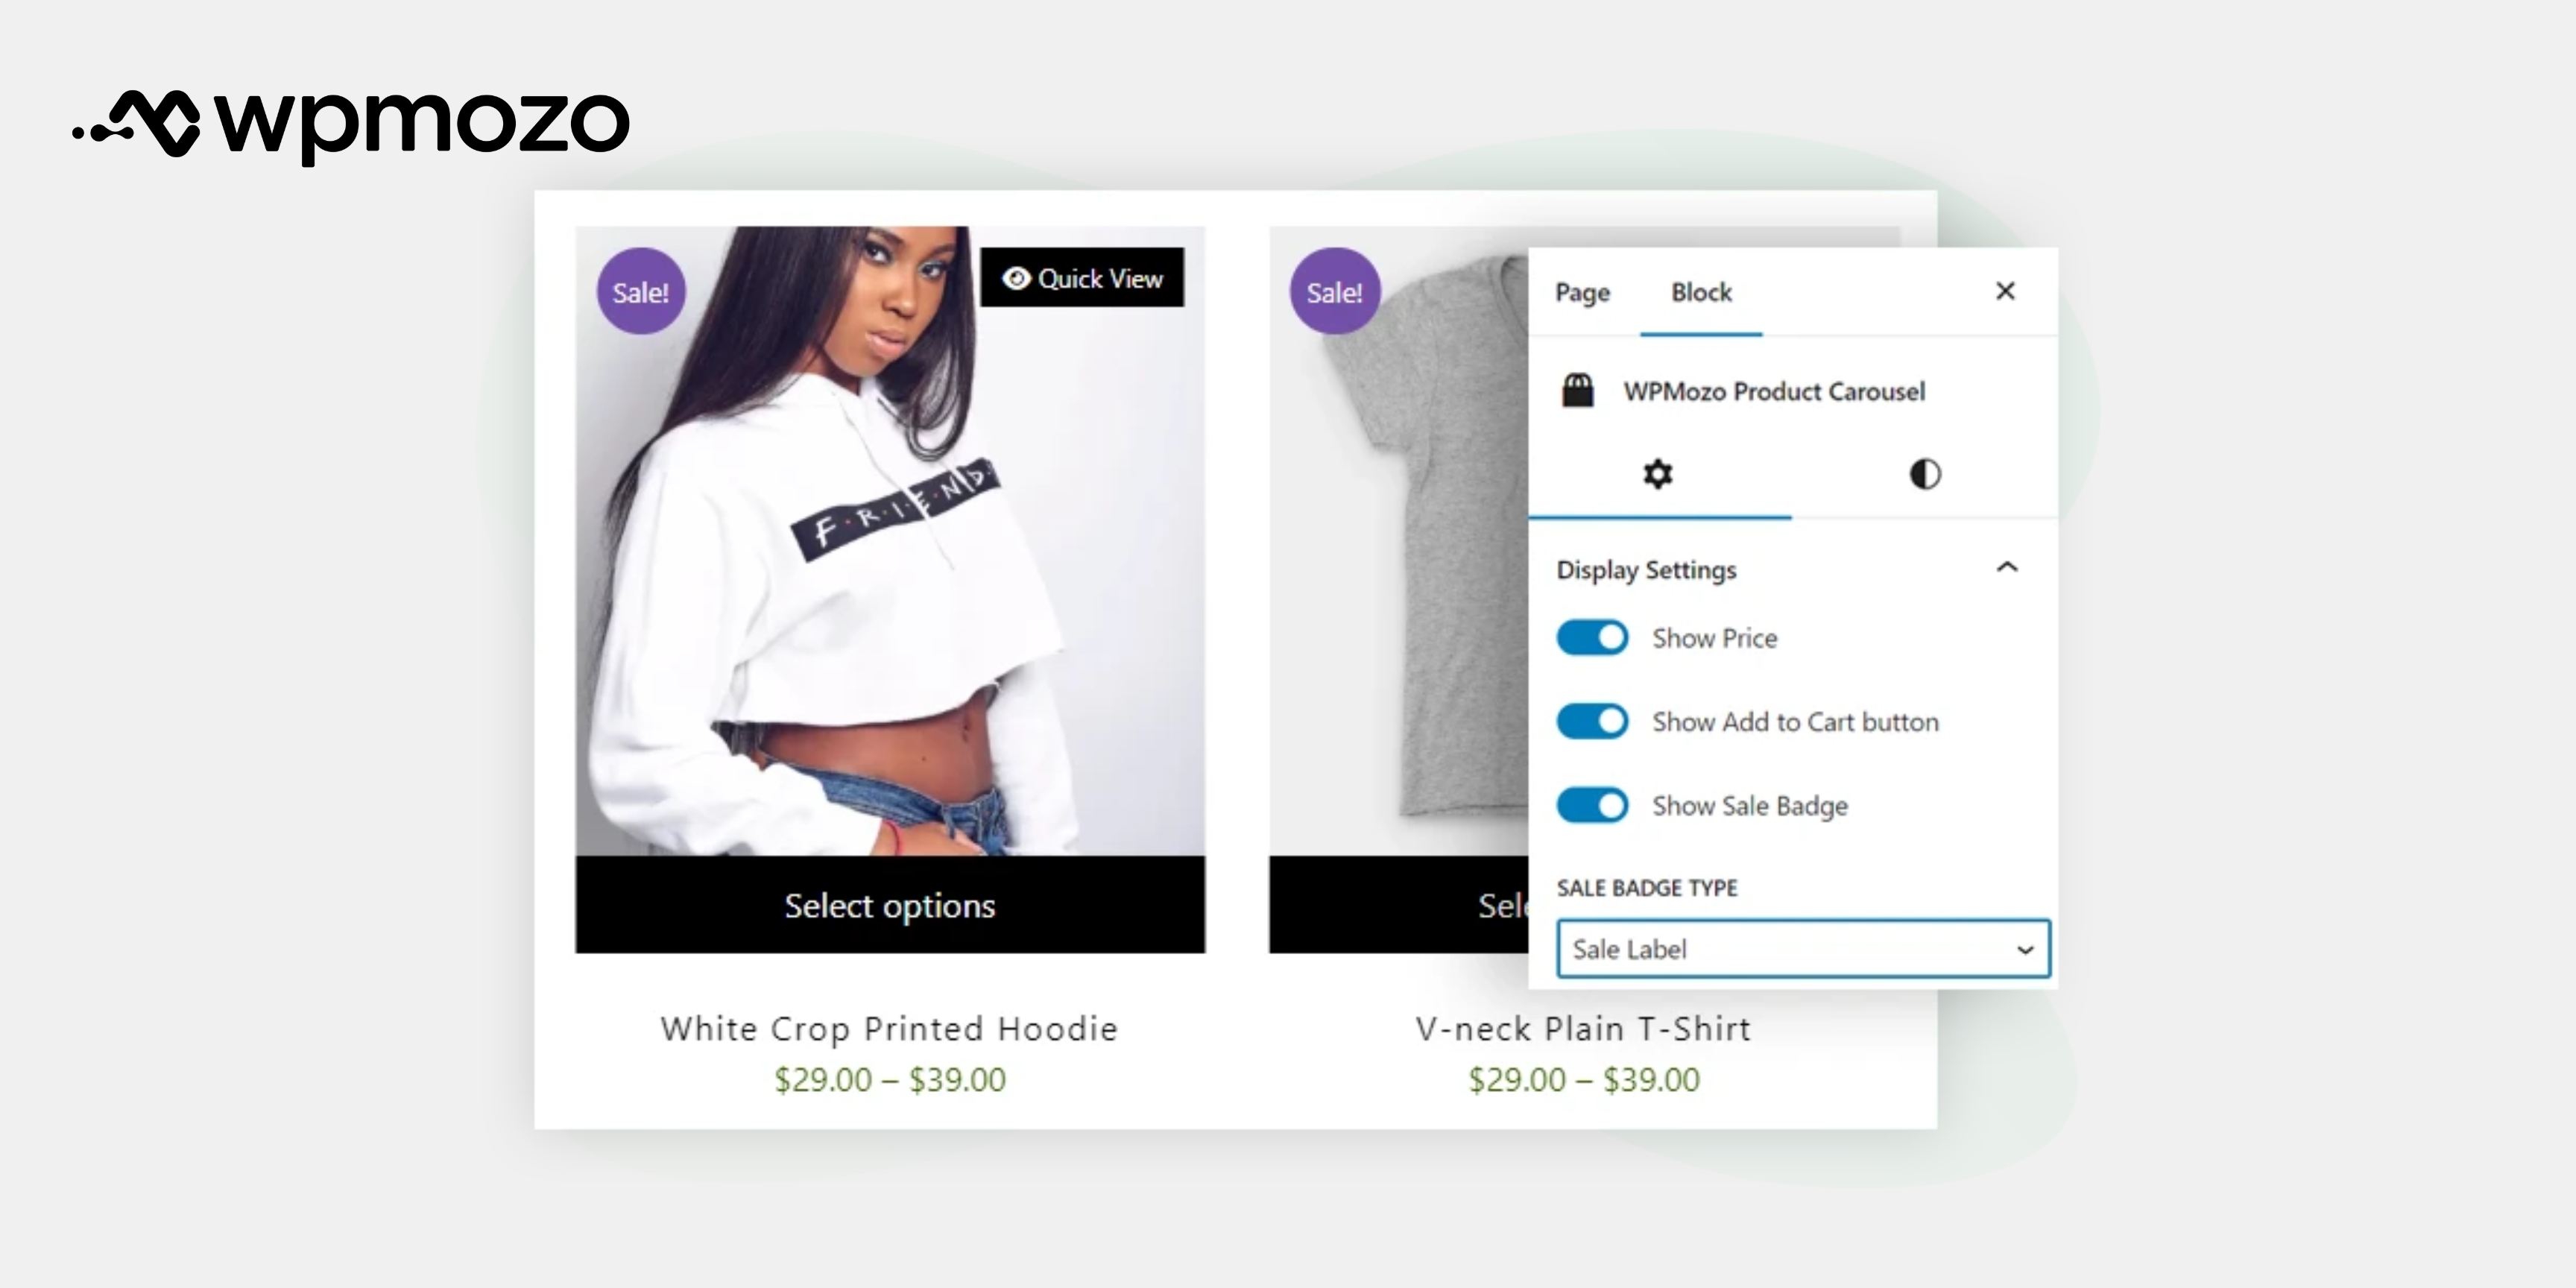 wpmozo
Sale!
Quick View
F·R·I·E·N·D
Select options
White Crop Printed Hoodie
$29.00 – $39.00
Sale!
V-neck Plain T-Shirt
$29.00 – $39.00
Page Block
WPMozo Product Carousel
Display Settings
Show Price
Show Add to Cart button
Show Sale Badge
SALE BADGE TYPE
Sale Label